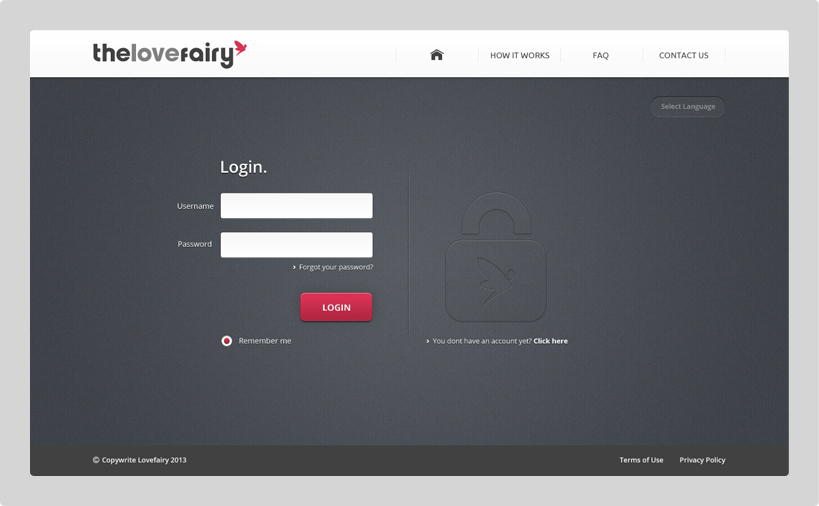 thelovefairy
HOW IT WORKS
FAQ
CONTACT US
Select Language
Login.
Username
Password
Forgot your password?
LOGIN
Remember me
You dont have an account yet? Click here
© Copywrite Lovefairy 2013
Terms of Use
Privacy Policy